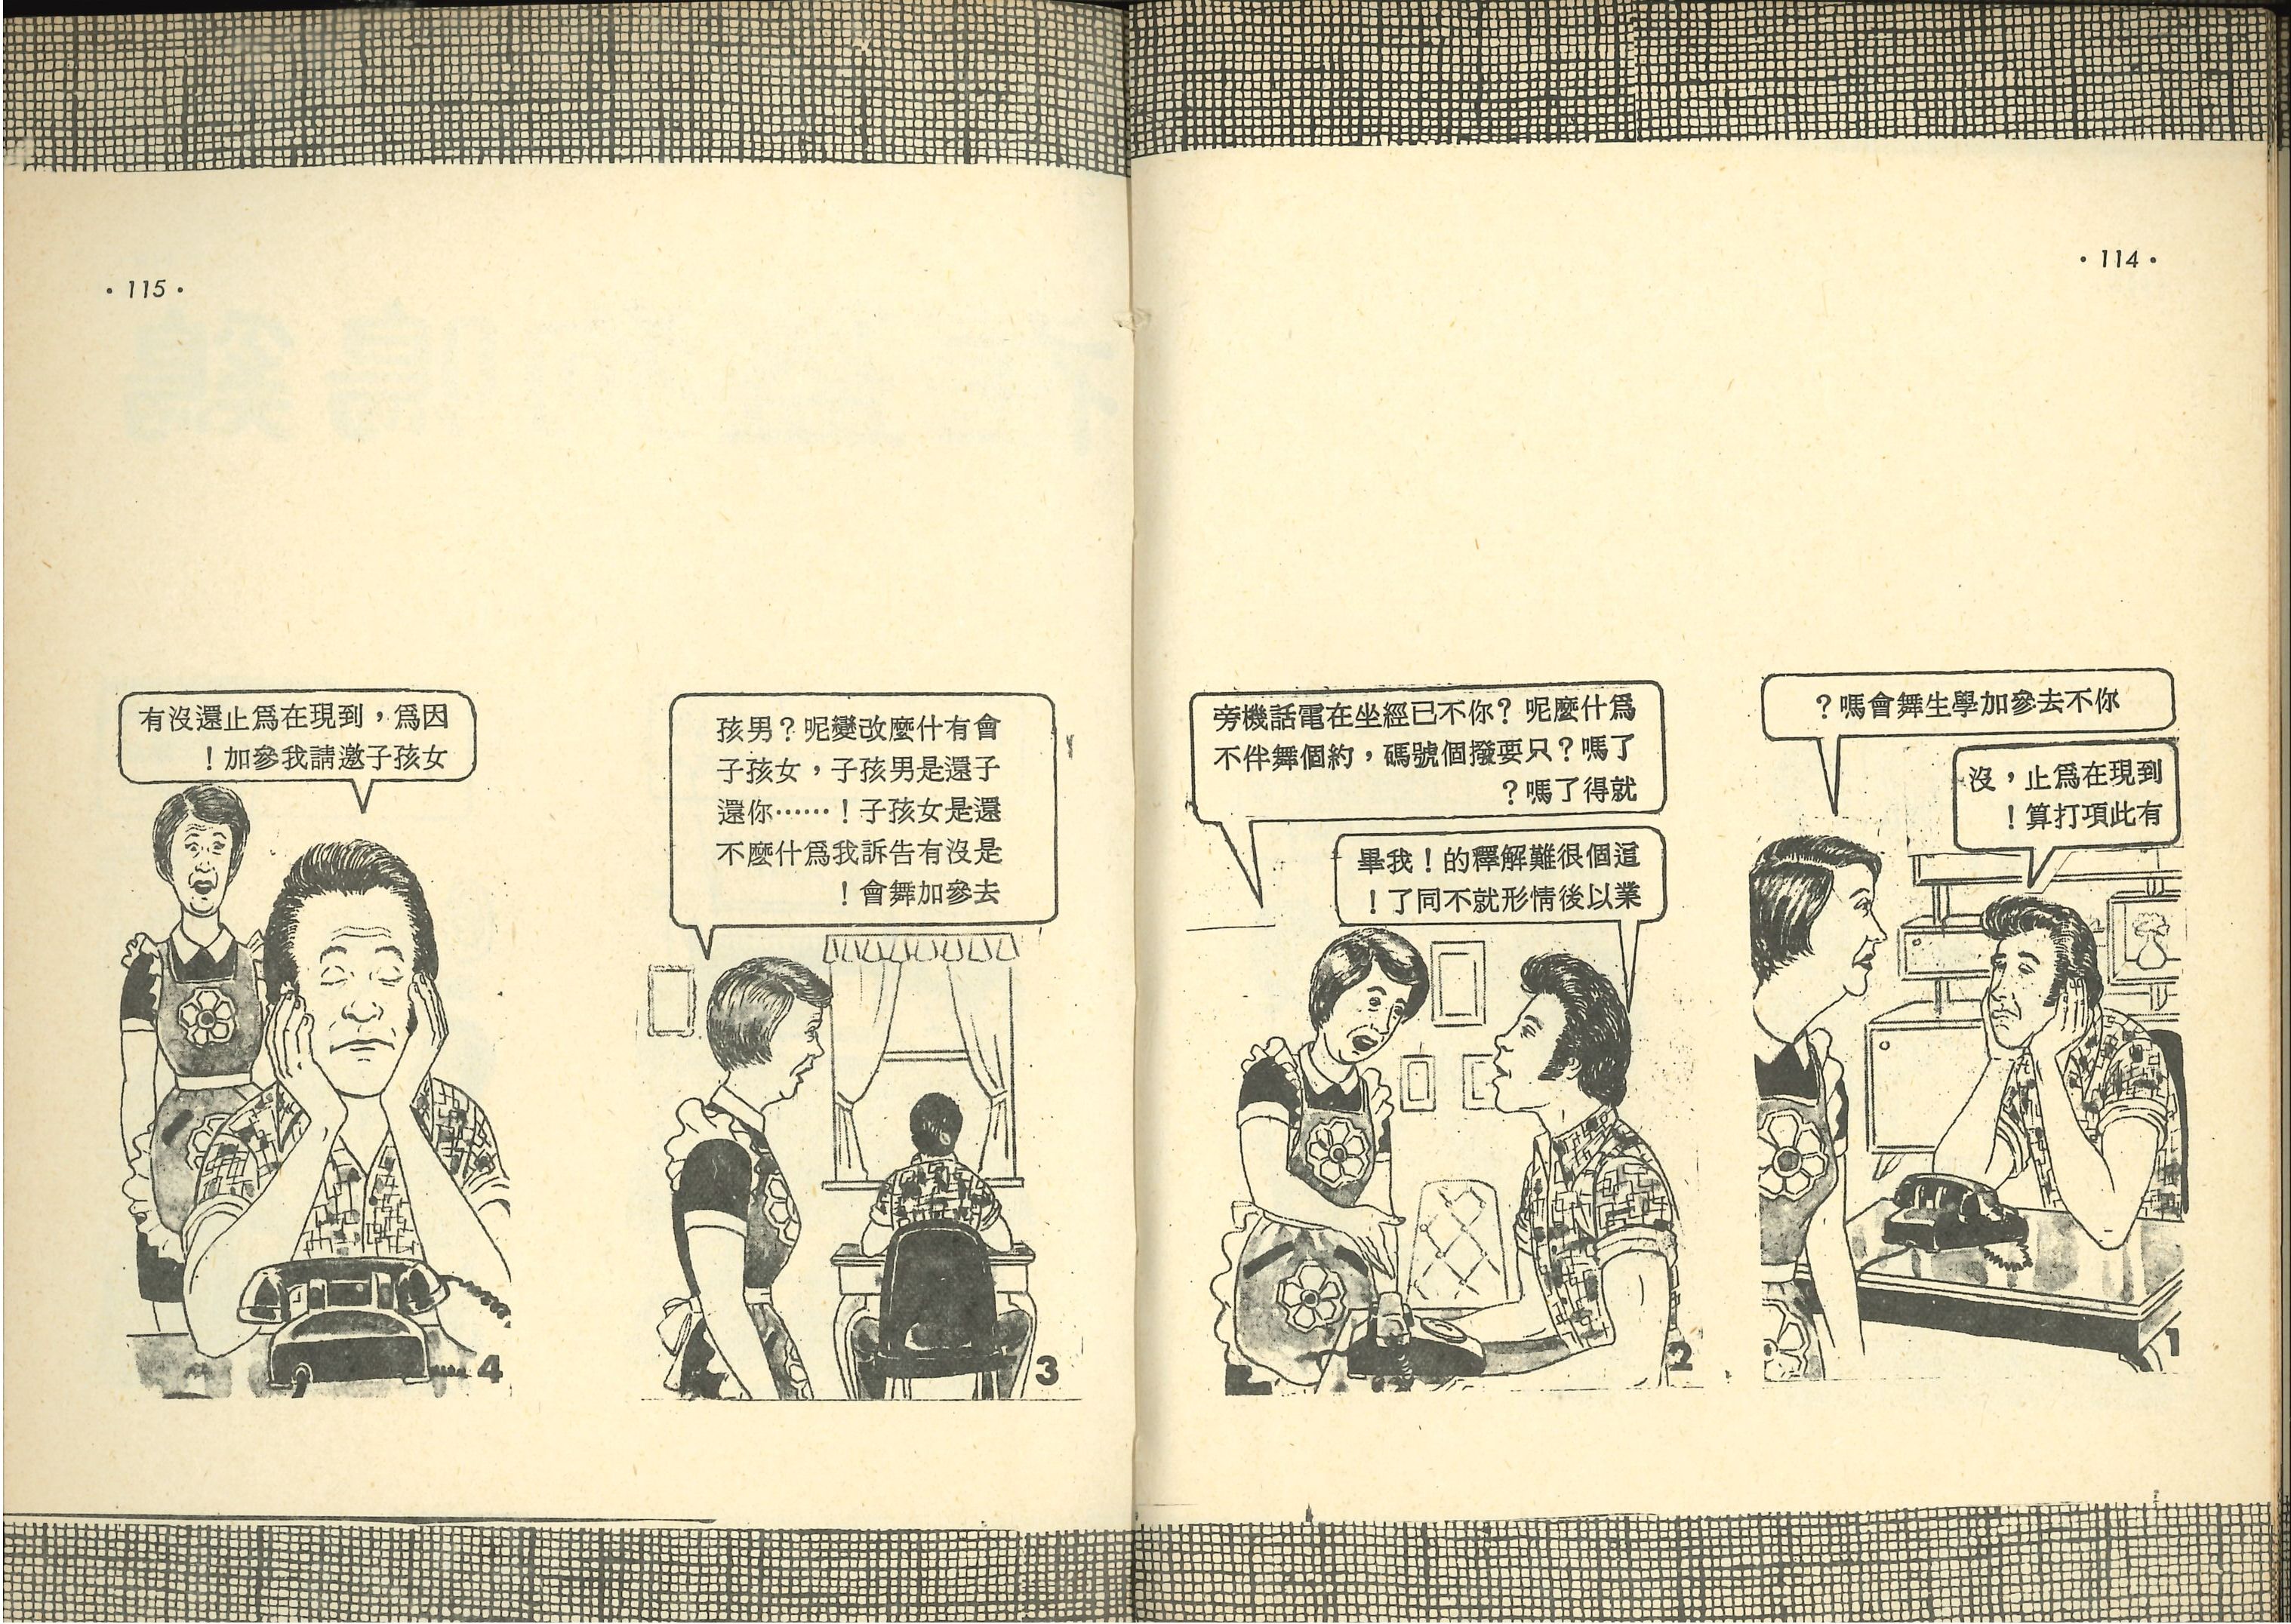 ·114·
你不去參加學生舞會嗎？
到現在爲止，沒
有此項打算！
1
爲什麼呢？你不已經坐在電話機旁
了嗎？只要撥個號碼，約個舞伴不
就得了嗎？
這個很難解釋的！我畢
業以後情形就不同了！
2
·115·
會有什麼改變呢？男孩
子還是男孩子，女孩子
還是女孩子！……你還
是沒有告訴我爲什麼不
去參加舞會！
3
因爲，到現在爲止還沒有
女孩子邀請我參加！
4